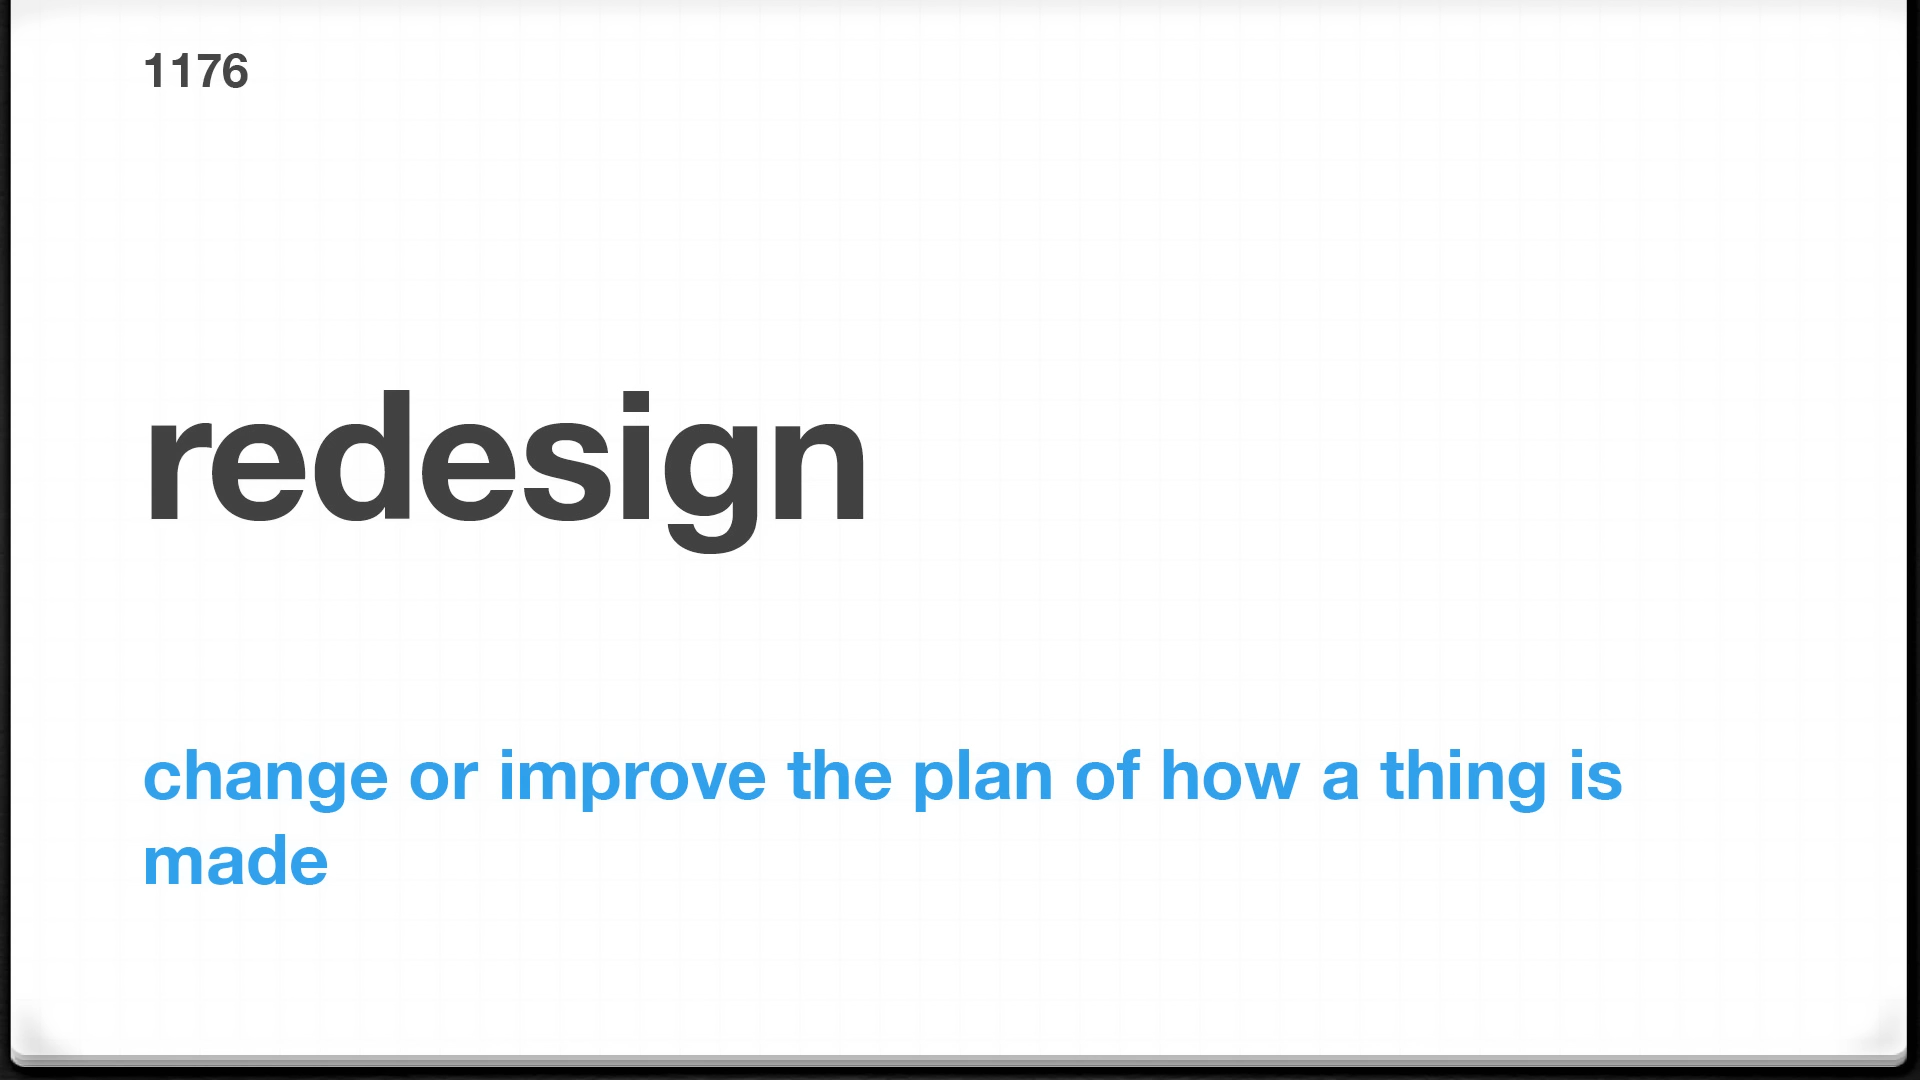 1176
redesign
change or improve the plan of how a thing is
made